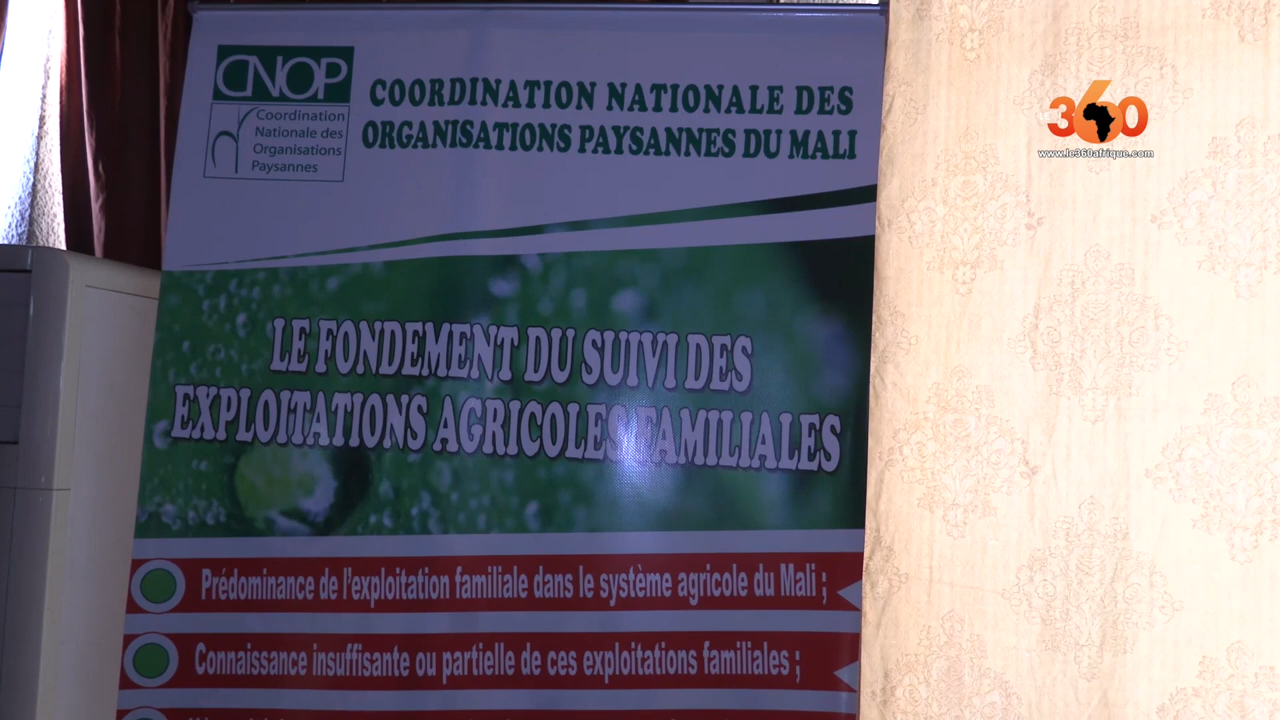 CNOP
Coordination
Nationale des
Organisations
Paysannes
COORDINATION NATIONALE DES
ORGANISATIONS PAYSANNES DU MALI
360
www.le360afrique.com
LE FONDEMENT DU SUIVI DES
EXPLOITATIONS AGRICOLES FAMILIALES
Prédominance de l'exploitation familiale dans le système agricole du Mali ;
Connaissance insuffisante ou partielle de ces exploitations familiales ;